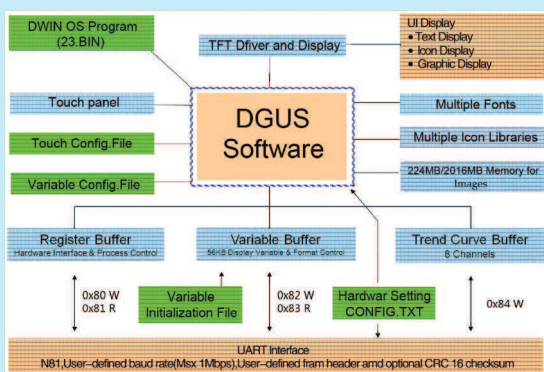 DWIN OS Program
(23.BIN)
TFT Dfiver and Display
UI Display
• Text Display
• Icon Display
• Graphic Display
Touch panel
Touch Config.File
Variable Config.File
DGUS
Software
Multiple Fonts
Multiple Icon Libraries
224MB/2016MB Memory for
Images
Register Buffer
Hardware Interface & Process Control
Variable Buffer
56KB Display Variable & Format Control
Trend Curve Buffer
8 Channels
0x80 W
0x81 R
Variable
Initialization File
0x82 W
0x83 R
Hardwar Setting
CONFIG.TXT
0x84 W
UART Interface
N81,User-defined baud rate(Msx 1Mbps),User-defined fram header amd optional CRC 16 checksum